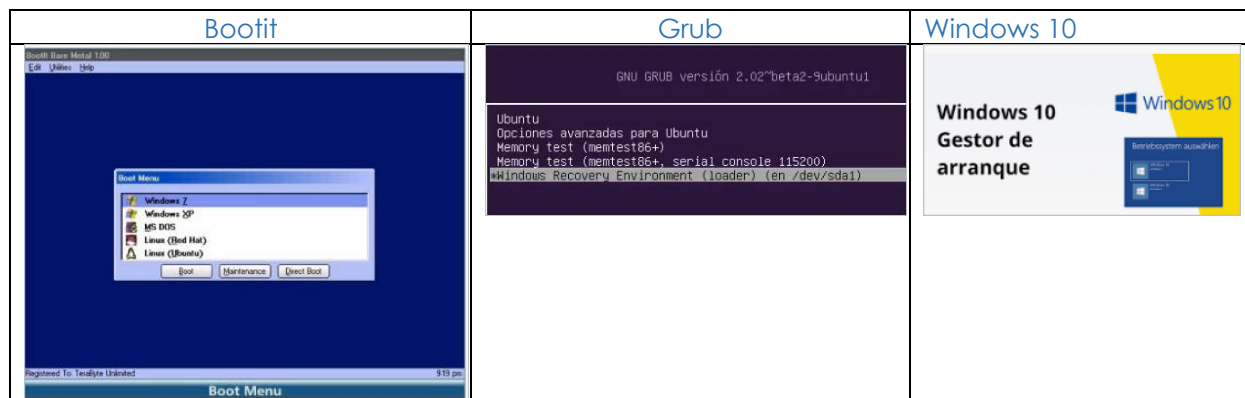 Bootit
Grub
Windows 10
BootIt Bare Metal 1.00
Edit Utilities Help
Boot Menu
Windows 7
Windows XP
MS DOS
Linux (Red Hat)
Linux (Ubuntu)
Boot Maintenance Direct Boot
Registered To: TeraByte Unlimited 9:19 pm
Boot Menu
GNU GRUB versión 2.02~beta2-9ubuntu1
Ubuntu
Opciones avanzadas para Ubuntu
Memory test (memtest86+)
Memory test (memtest86+, serial console 115200)
*Windows Recovery Environment (loader) (en /dev/sda1)
Windows 10
Gestor de
arranque
Windows 10
Betriebssystem auswählen